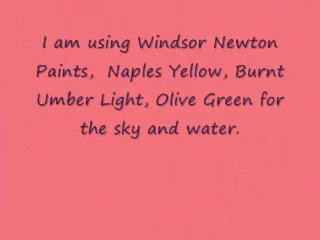 I am using Windsor Newton
Paints,  Naples Yellow, Burnt
Umber Light, Olive Green for
the sky and water.